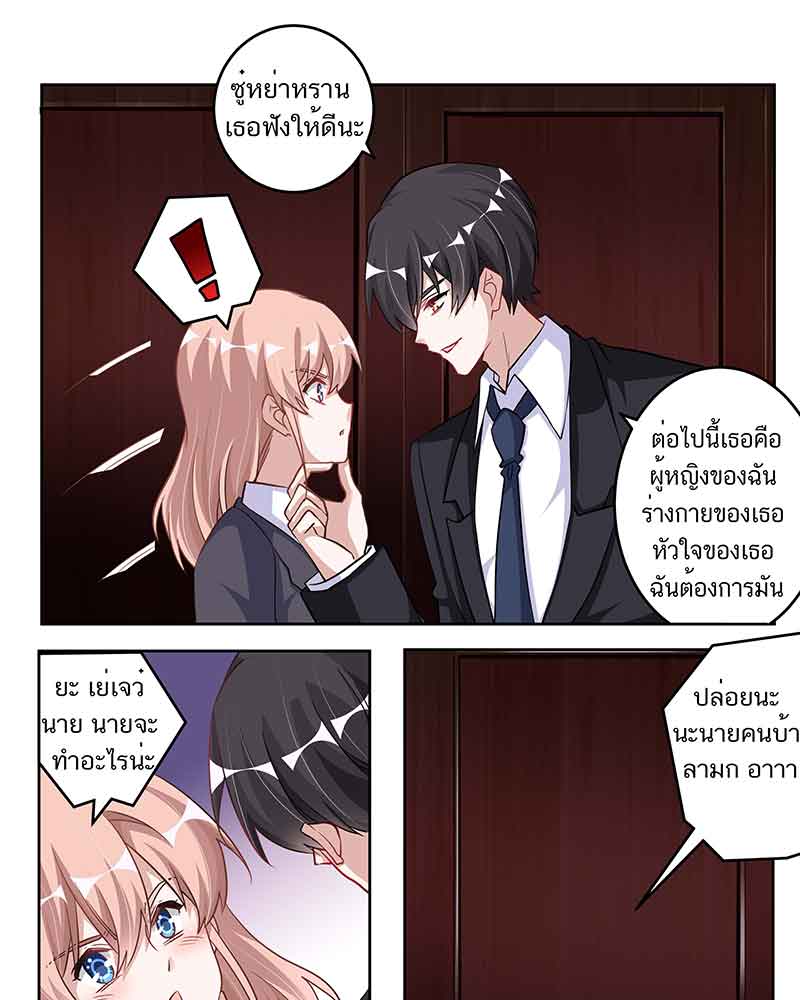 ซู่หย่าหราน
เธอฟังให้ดีนะ
!
ต่อไปนี้เธอคือ
ผู้หญิงของฉัน
ร่างกายของเธอ
หัวใจของเธอ
ฉันต้องการมัน
ยะ เย่เจว๋
นาย นายจะ
ทำอะไรน่ะ
ปล่อยนะ
นะนายคนบ้า
ลามก อาาา